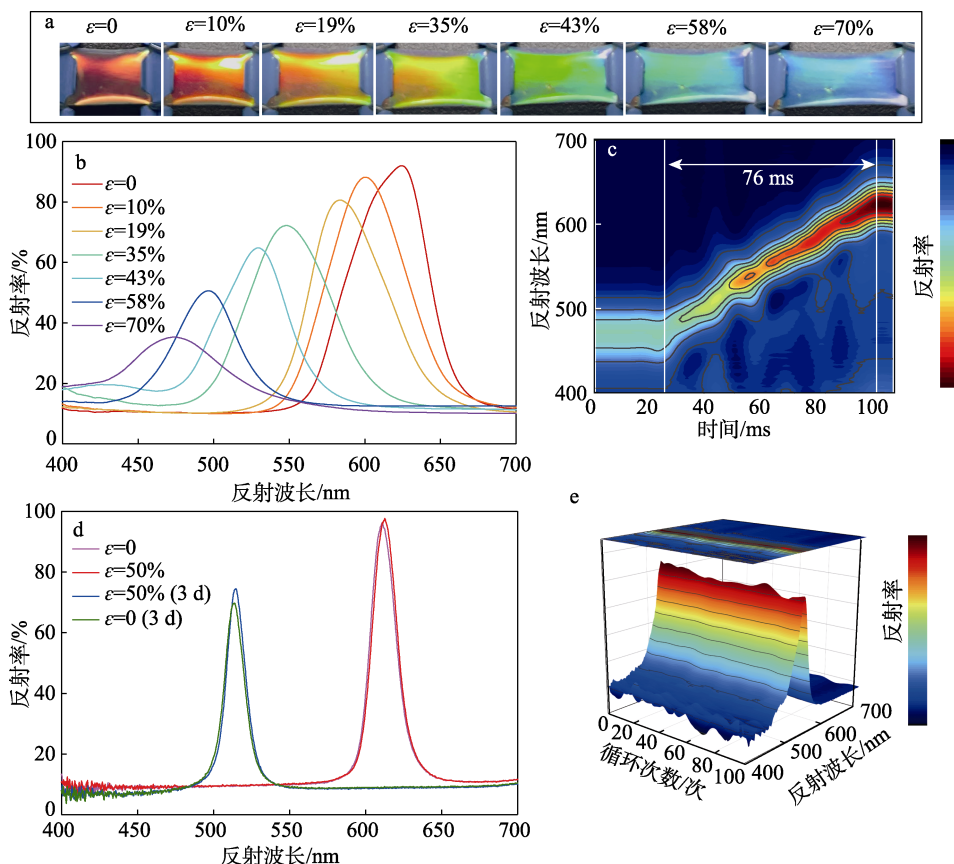 a
ε=0 ε=10% ε=19% ε=35% ε=43% ε=58% ε=70%
b
ε=0
ε=10%
ε=19%
ε=35%
ε=43%
ε=58%
ε=70%
反射率/%
100
80
60
40
20
0
400 450 500 550 600 650 700
反射波长/nm
c
76 ms
反射波长/nm
700
600
500
400
0 20 40 60 80 100
时间/ms
反射率
d
ε=0
ε=50%
ε=50% (3 d)
ε=0 (3 d)
反射率/%
100
80
60
40
20
0
400 450 500 550 600 650 700
反射波长/nm
e
0 20 40 60 80 100
循环次数/次
400 500 600 700
反射波长/nm
反射率